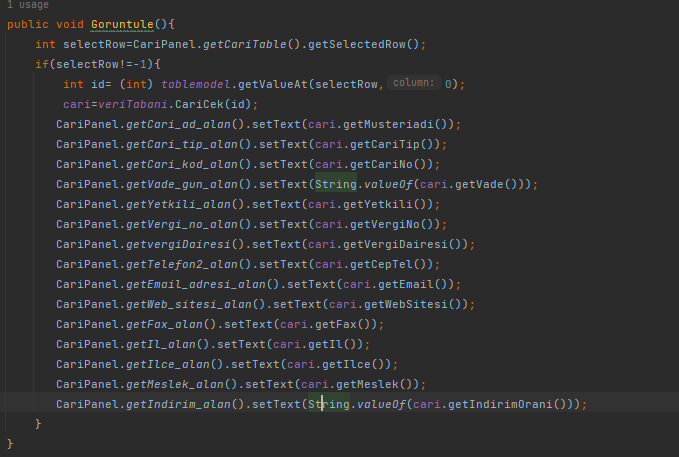 1 usage
public void Goruntule(){
int selectRow=CariPanel.getCariTable().getSelectedRow();
if(selectRow!=-1){
int id= (int) tablemodel.getValueAt(selectRow, column: 0);
cari=veriTabani.CariCek(id);
CariPanel.getCari_ad_alan().setText(cari.getMusteriadi());
CariPanel.getCari_tip_alan().setText(cari.getCariTip());
CariPanel.getCari_kod_alan().setText(cari.getCariNo());
CariPanel.getVade_gun_alan().setText(String.valueOf(cari.getVade()));
CariPanel.getYetkili_alan().setText(cari.getYetkili());
CariPanel.getVergi_no_alan().setText(cari.getVergiNo());
CariPanel.getvergiDairesi().setText(cari.getVergiDairesi());
CariPanel.getTelefon2_alan().setText(cari.getCepTel());
CariPanel.getEmail_adresi_alan().setText(cari.getEmail());
CariPanel.getWeb_sitesi_alan().setText(cari.getWebSitesi());
CariPanel.getFax_alan().setText(cari.getFax());
CariPanel.getIl_alan().setText(cari.getIl());
CariPanel.getIlce_alan().setText(cari.getIlce());
CariPanel.getMeslek_alan().setText(cari.getMeslek());
CariPanel.getIndirim_alan().setText(String.valueOf(cari.getIndirimOrani()));
}
}